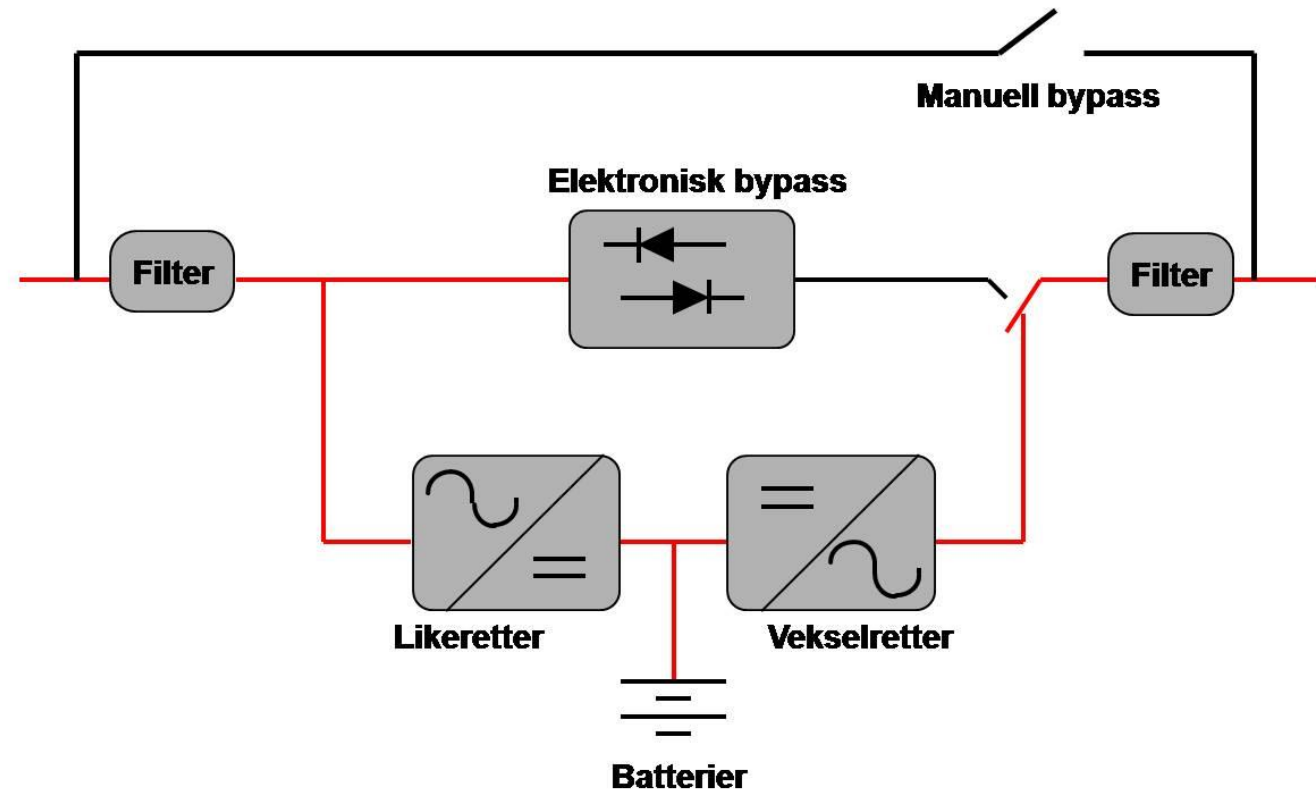 Manuell bypass
Elektronisk bypass
Filter
Filter
Likeretter
Vekselretter
Batterier